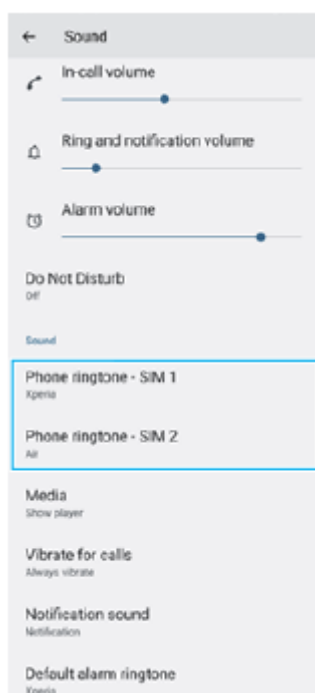 Sound
In-call volume
Ring and notification volume
Alarm volume
Do Not Disturb
Off
Sound
Phone ringtone - SIM 1
Xperia
Phone ringtone - SIM 2
Air
Media
Show player
Vibrate for calls
Always vibrate
Notification sound
Notification
Default alarm ringtone
Xperia